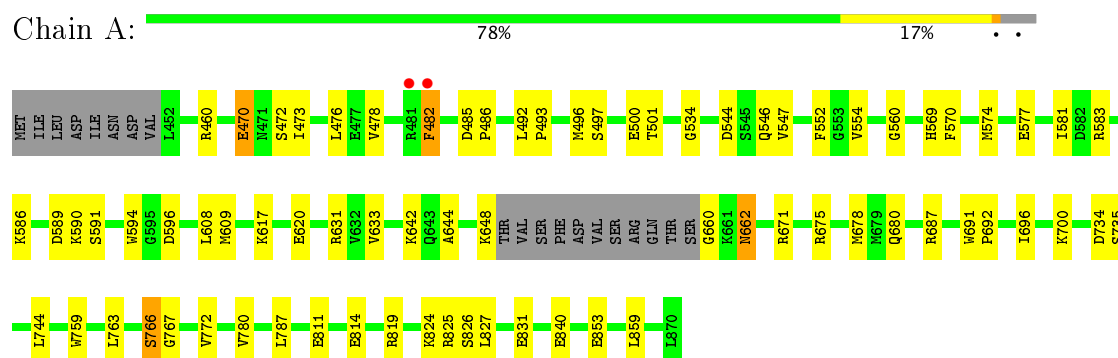 Chain A:
78% 17% • •
MET ILE LEU ASP ILE ASN ASP VAL L452 R460 E470 N471 S472 I473 L476 E477 V478 R481 F482 D485 P486 L492 P493 M496 S497 E500 T501 G534 D544 S545 Q546 V547 F552 G553 V554 G560 H569 F570 M574 E577 I581 D582 R583
K586 D589 K590 S591 W594 G595 D596 L608 M609 K617 E620 R631 V632 V633 K642 Q643 A644 K648 THR VAL SER PHE ASP VAL SER ARG GLN THR SER G660 K661 N662 R671 R675 M678 M679 Q680 R687 W691 P692 I696 K700 D734 S735
L744 W759 L763 S766 G767 V772 V780 L787 E811 E814 R819 K824 R825 S826 L827 E831 E840 E853 L859 L870